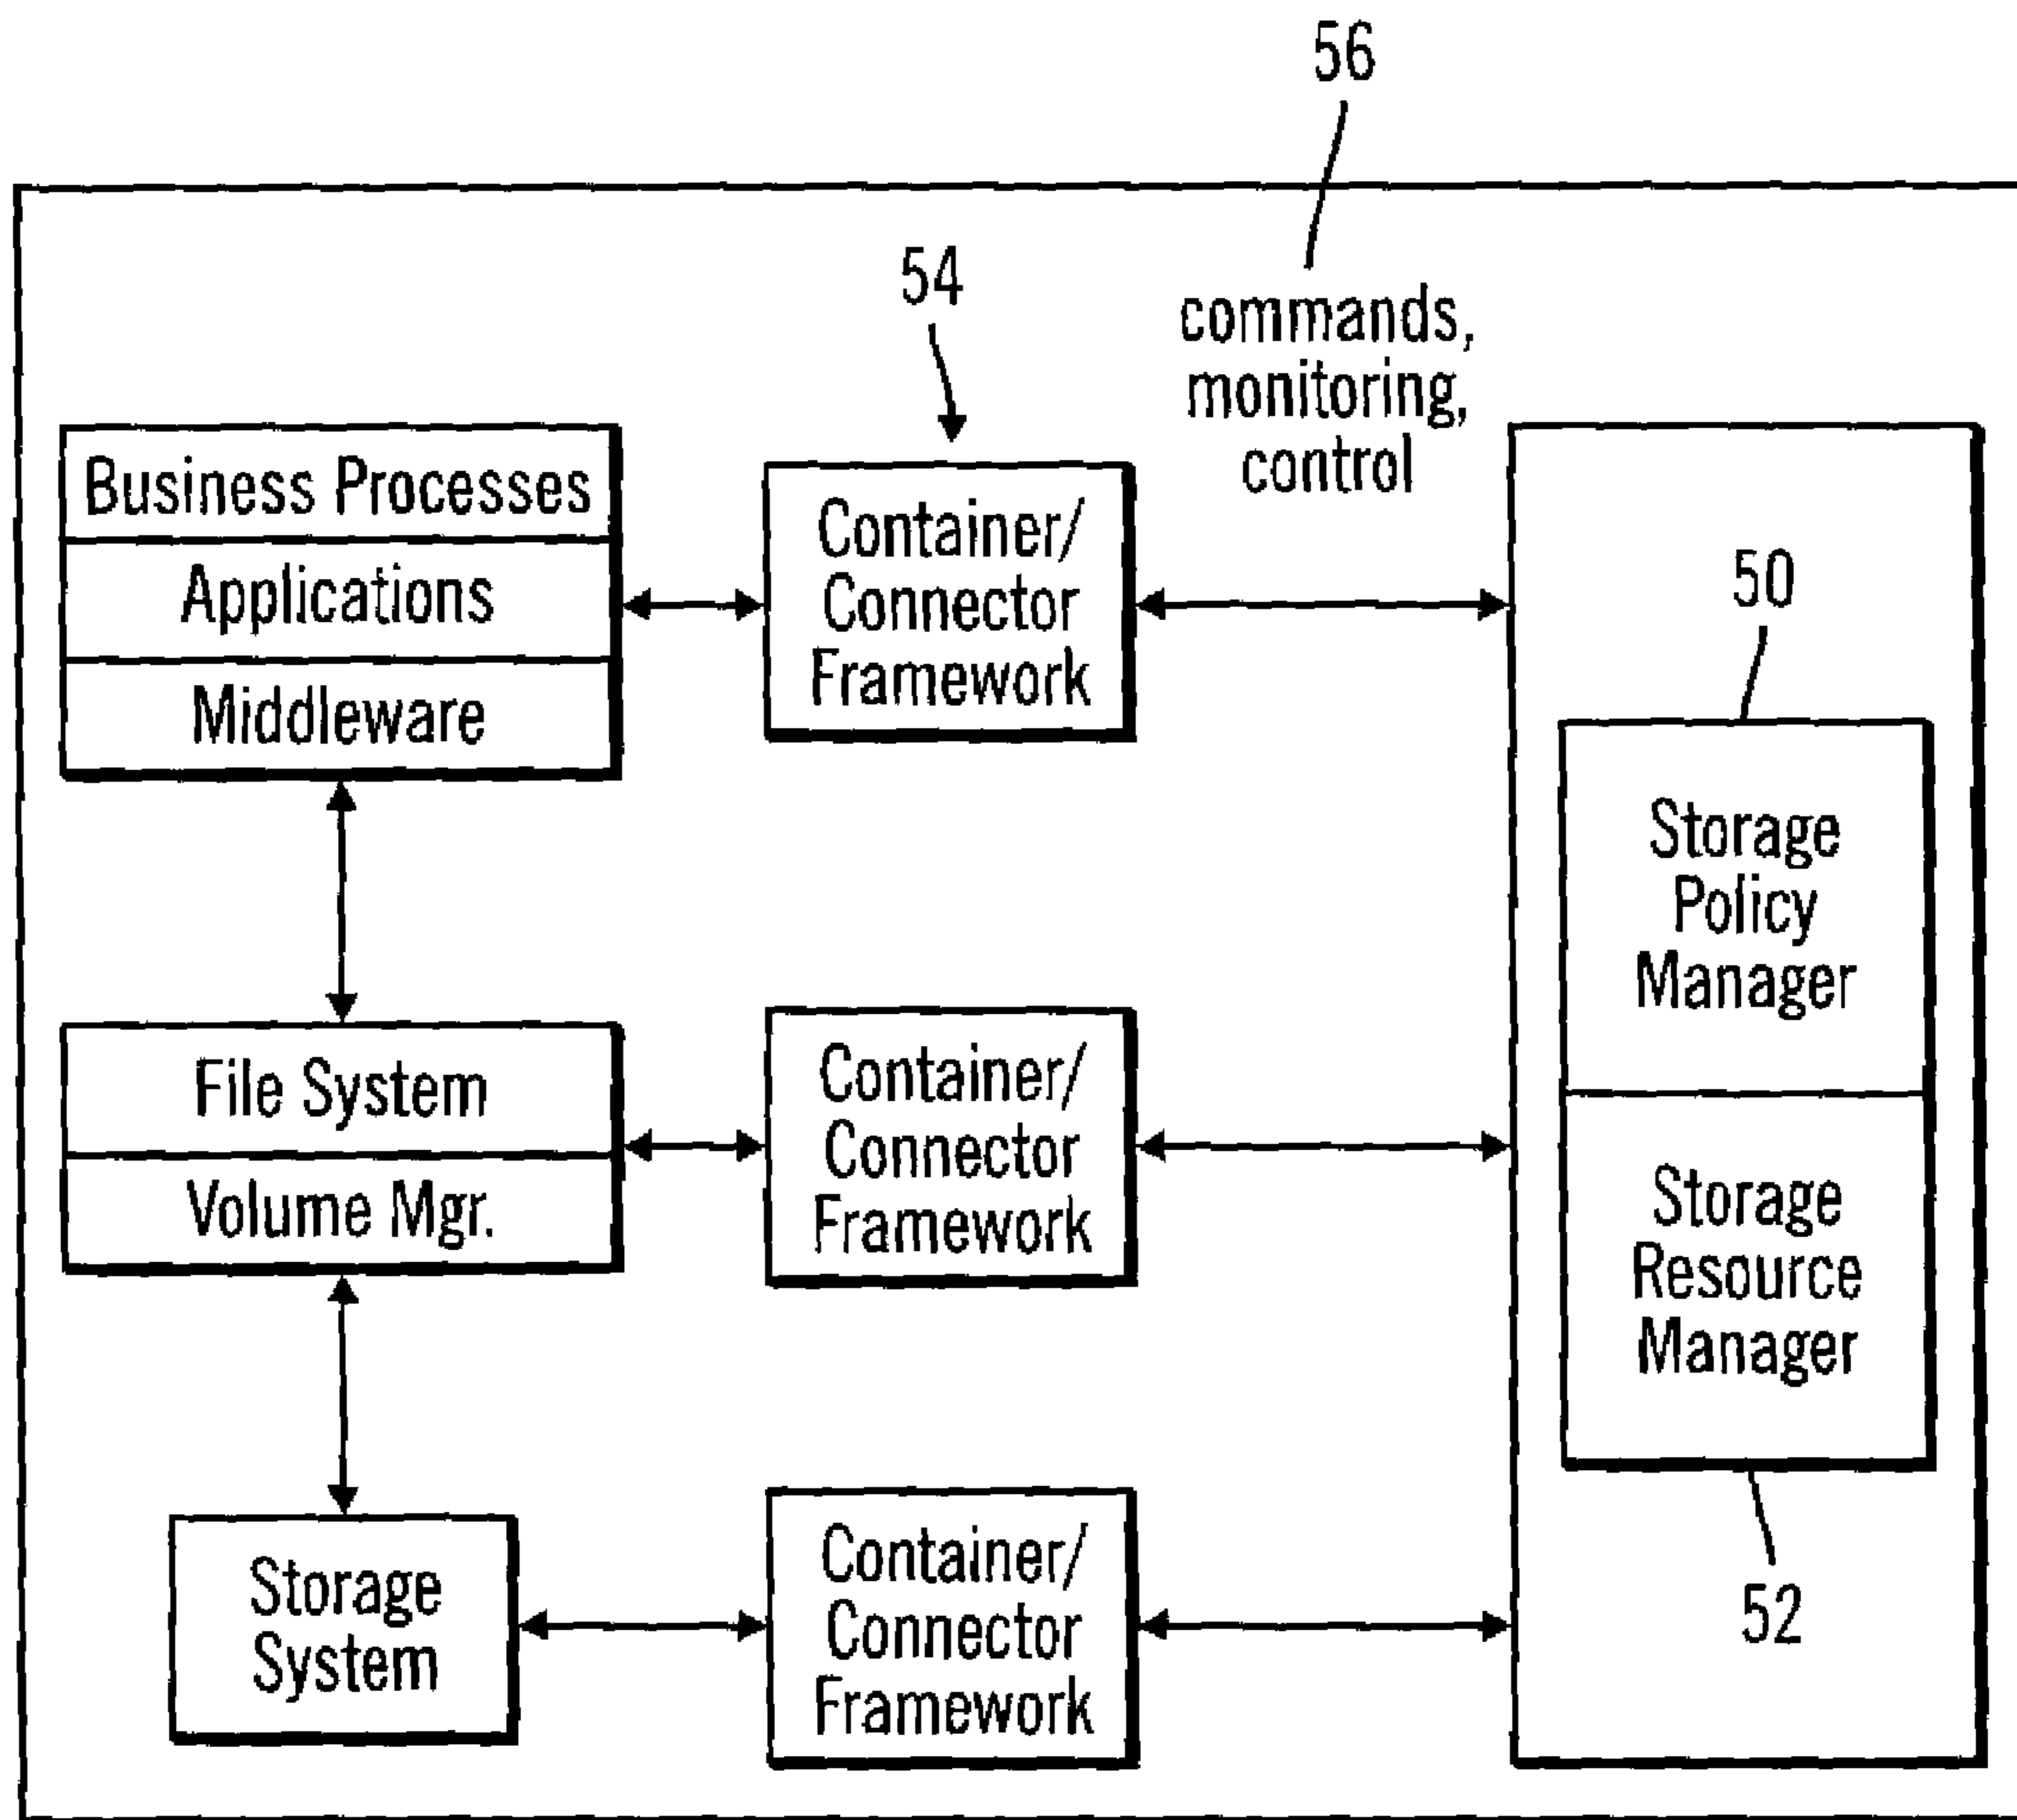 56
54
commands,
monitoring,
control
Business Processes
Applications
Middleware
Container/
Connector
Framework
50
Storage
Policy
Manager
File System
Volume Mgr.
Container/
Connector
Framework
Storage
Resource
Manager
Storage
System
Container/
Connector
Framework
52